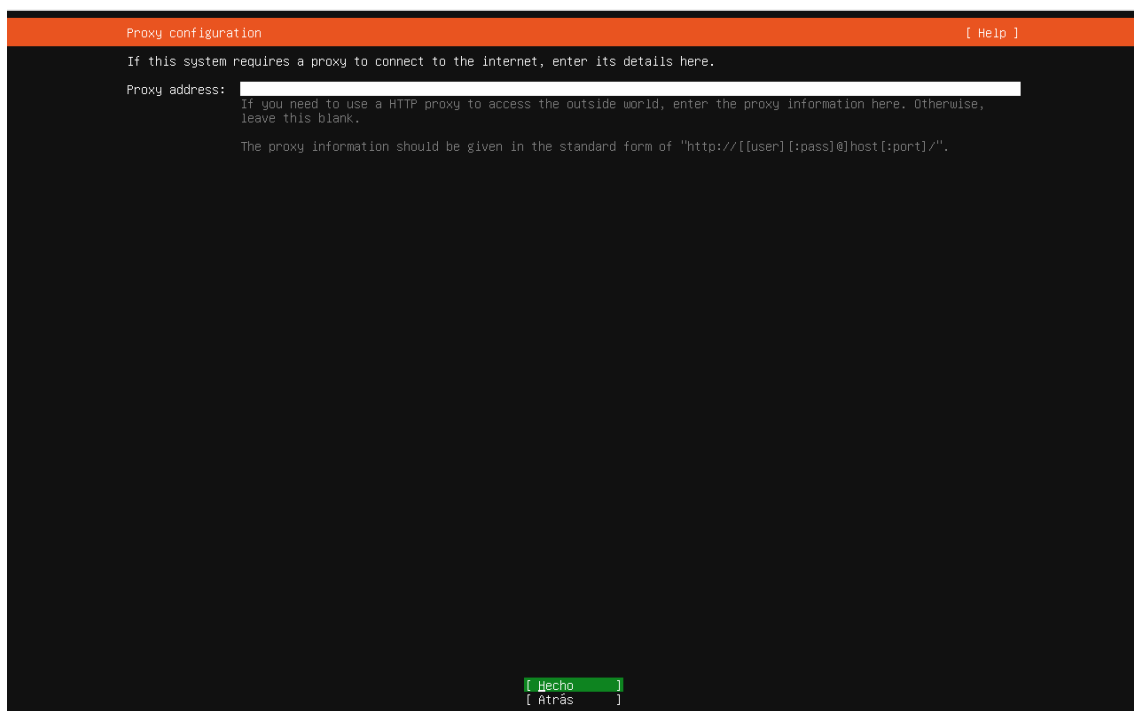 Proxy configuration [ Help ]
If this system requires a proxy to connect to the internet, enter its details here.
Proxy address:
If you need to use a HTTP proxy to access the outside world, enter the proxy information here. Otherwise,
leave this blank.
The proxy information should be given in the standard form of "http://[[user][:pass]@]host[:port]/".
[ Hecho ]
[ Atrás ]